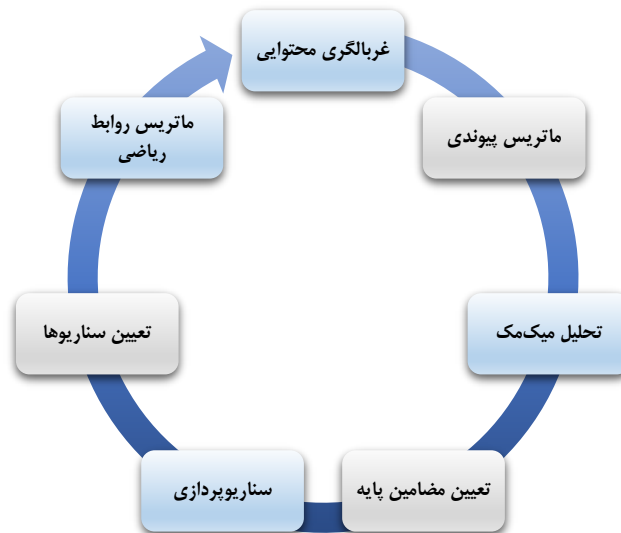 غربالگری محتوایی
ماتریس پیوندی
تحلیل میک‌مک
تعیین مضامین پایه
سناریوپردازی
تعیین سناریوها
ماتریس روابط
ریاضی